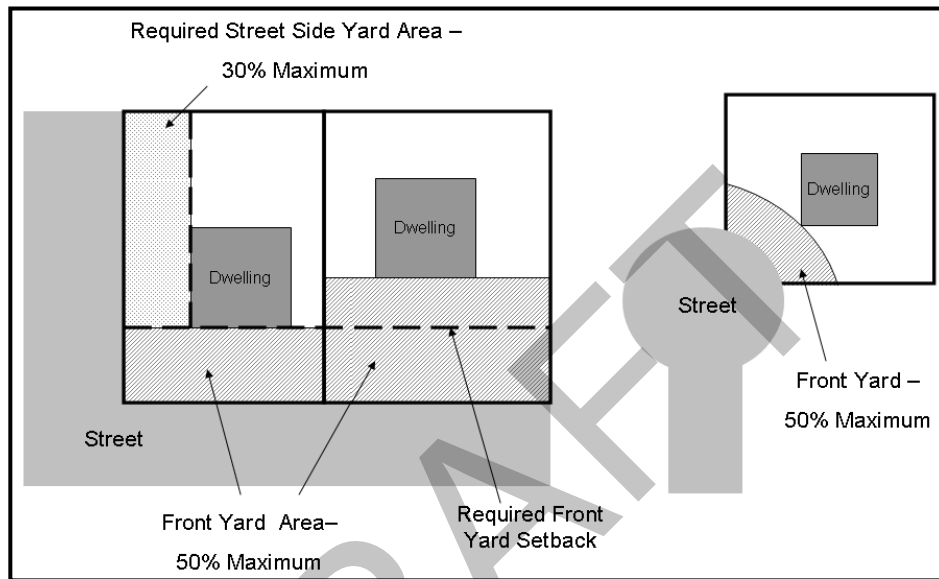 Required Street Side Yard Area –
30% Maximum
Dwelling
Dwelling
Dwelling
Street
Street
Front Yard –
50% Maximum
Front Yard Area–
50% Maximum
Required Front
Yard Setback
DRAFT